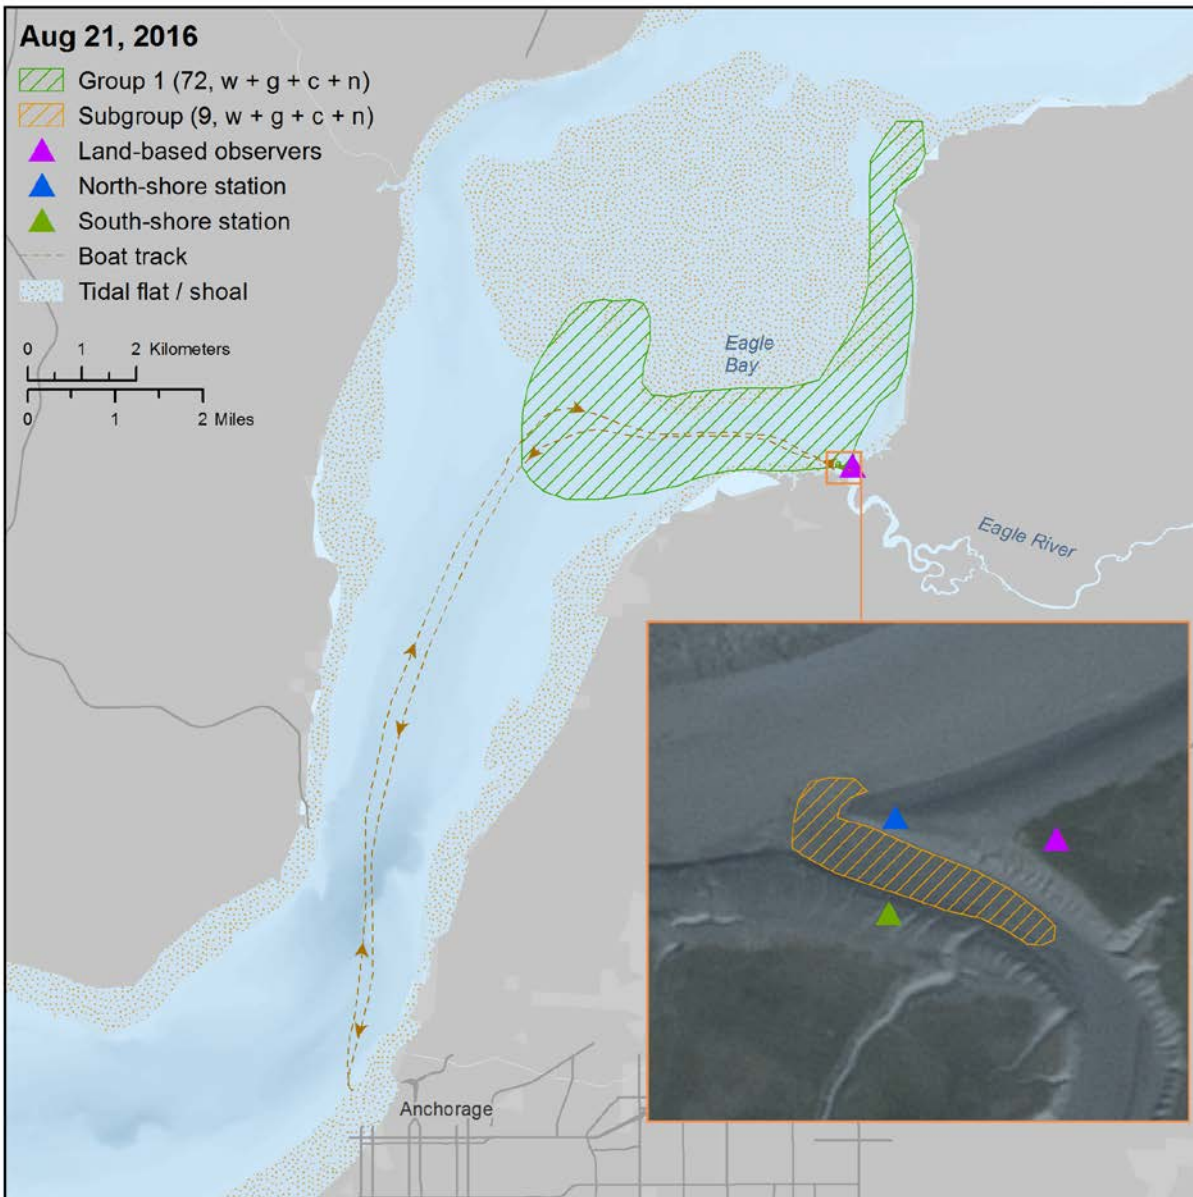 Aug 21, 2016
Group 1 (72, w + g + c + n)
Subgroup (9, w + g + c + n)
Land-based observers
North-shore station
South-shore station
Boat track
Tidal flat / shoal
0 1 2 Kilometers
0 1 2 Miles
Eagle
Bay
Eagle River
Anchorage